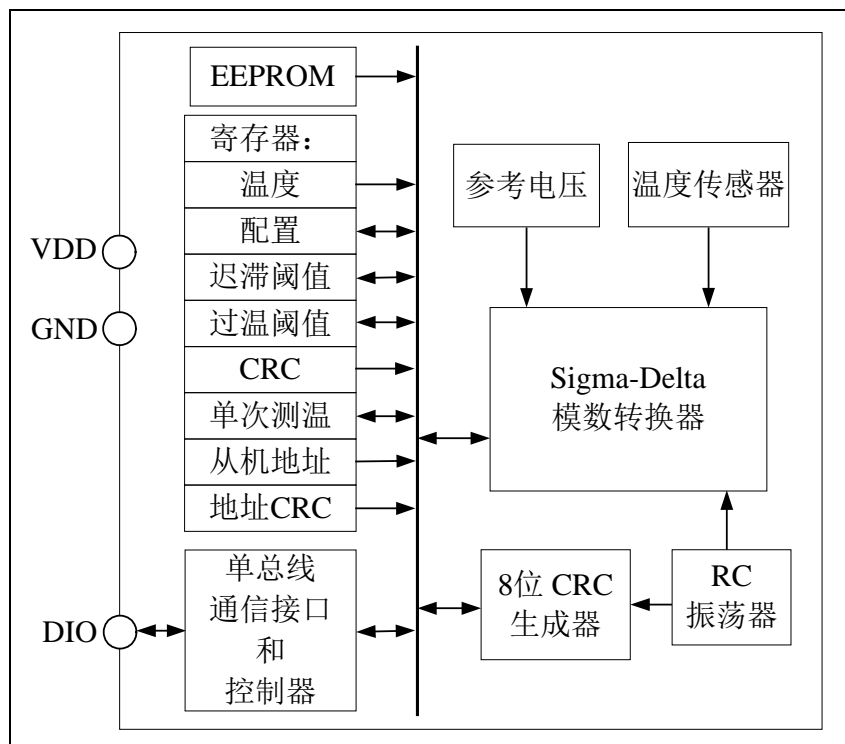 EEPROM
寄存器：
温度
配置
迟滞阈值
过温阈值
CRC
单次测温
从机地址
地址CRC
单总线
通信接口
和
控制器
VDD
GND
DIO
参考电压
温度传感器
Sigma-Delta
模数转换器
8位 CRC
生成器
RC
振荡器